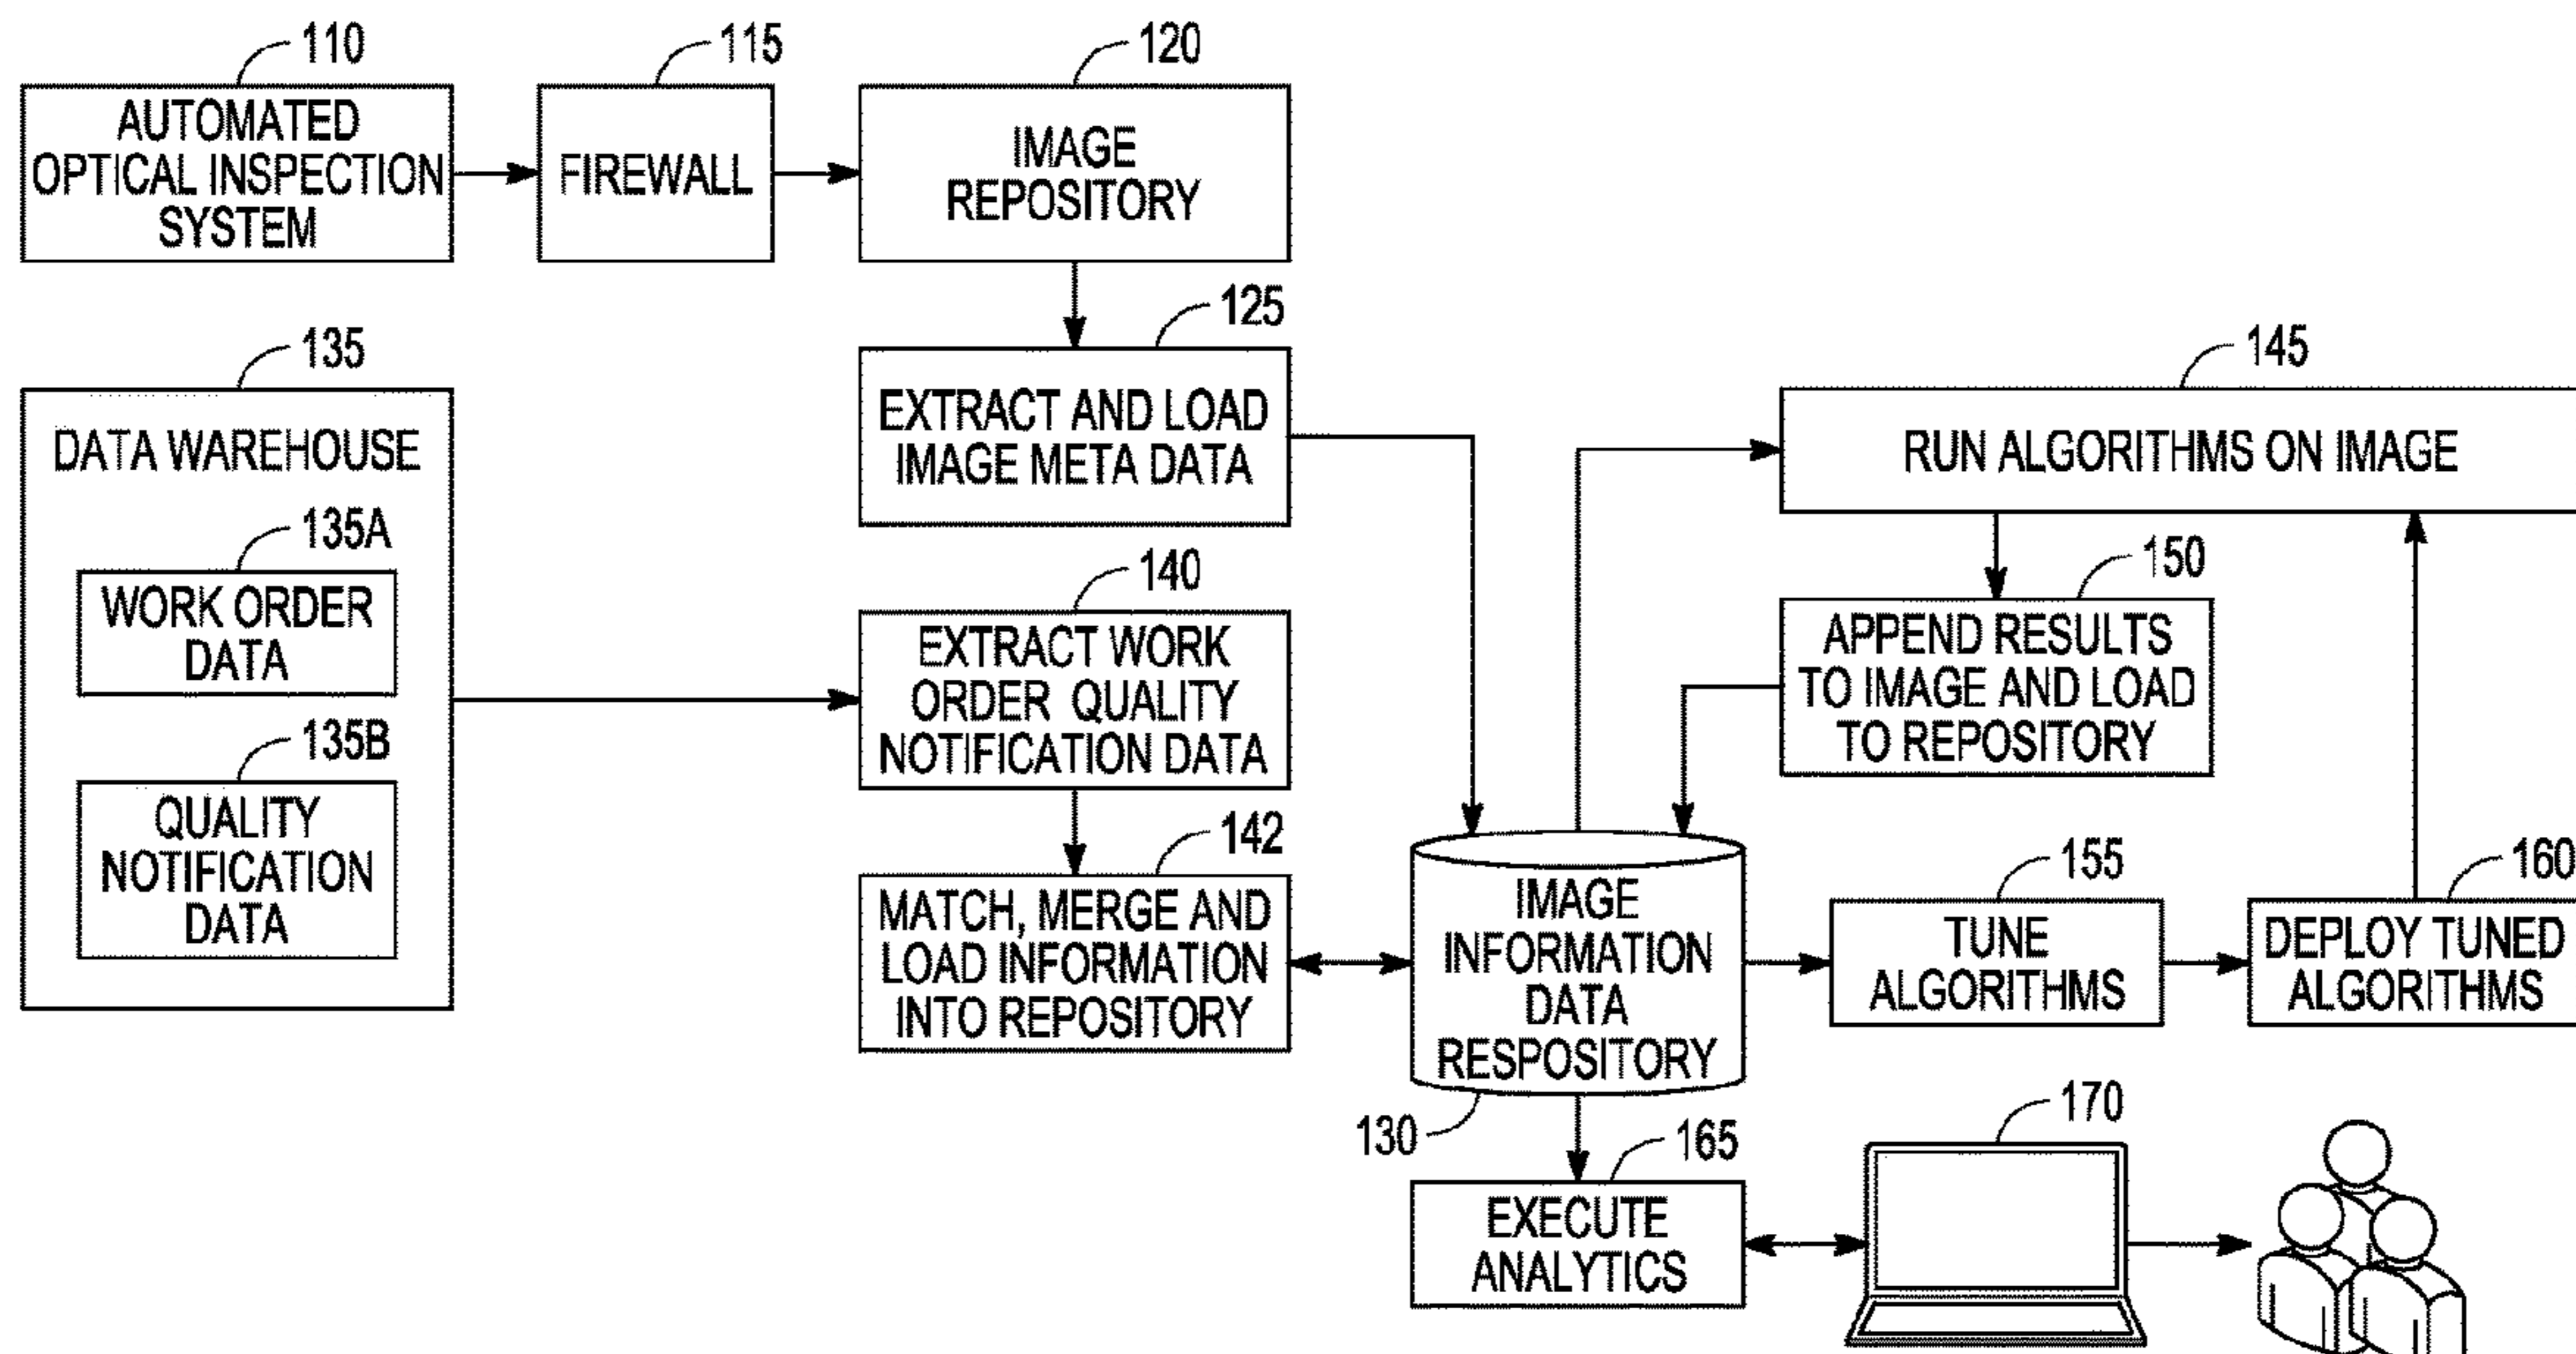 110
AUTOMATED
OPTICAL INSPECTION
SYSTEM
115
FIREWALL
120
IMAGE
REPOSITORY
125
EXTRACT AND LOAD
IMAGE META DATA
135
DATA WAREHOUSE
135A
WORK ORDER
DATA
135B
QUALITY
NOTIFICATION
DATA
140
EXTRACT WORK
ORDER QUALITY
NOTIFICATION DATA
142
MATCH, MERGE AND
LOAD INFORMATION
INTO REPOSITORY
145
RUN ALGORITHMS ON IMAGE
150
APPEND RESULTS
TO IMAGE AND LOAD
TO REPOSITORY
IMAGE
INFORMATION
DATA
RESPOSITORY
130
155
TUNE
ALGORITHMS
160
DEPLOY TUNED
ALGORITHMS
165
EXECUTE
ANALYTICS
170